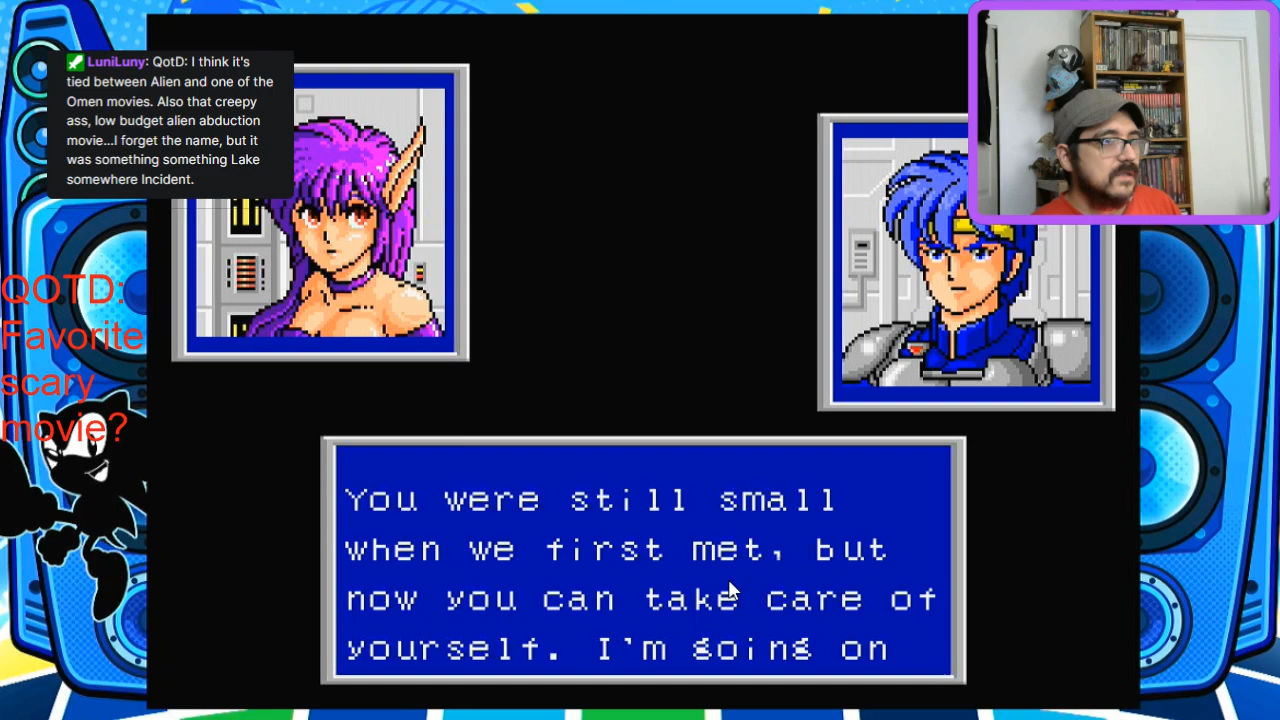 LuniLuny: QotD: I think it's
tied between Alien and one of the
Omen movies. Also that creepy
ass, low budget alien abduction
movie...I forget the name, but it
was something something Lake
somewhere Incident.
QOTD:
Favorite
scary
movie?
You were still small
when we first met, but
now you can take care of
yourself. I'm going on